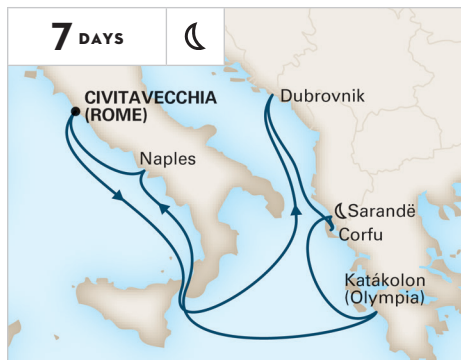 7 DAYS
CIVITAVECCHIA
(ROME)
Dubrovnik
Naples
Sarandë
Corfu
Katákolon
(Olympia)